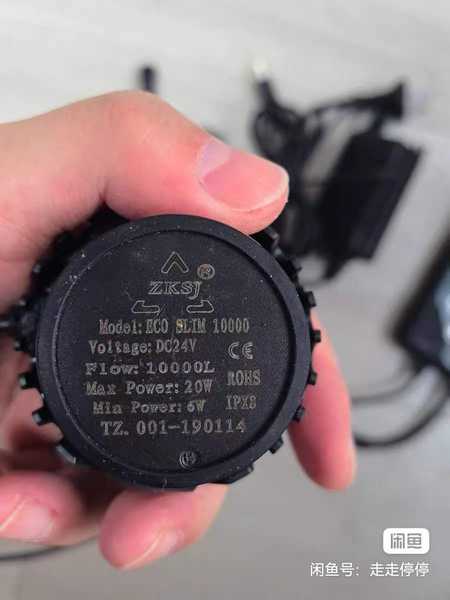 ZKSJ®
Model: ECO SLIM 10000
Voltage: DC24V
CE
Flow: 10000L
ROHS
Max Power: 20W
Min Power: 6W
IPX8
TZ. 001-190114
闲鱼
闲鱼号：走走停停